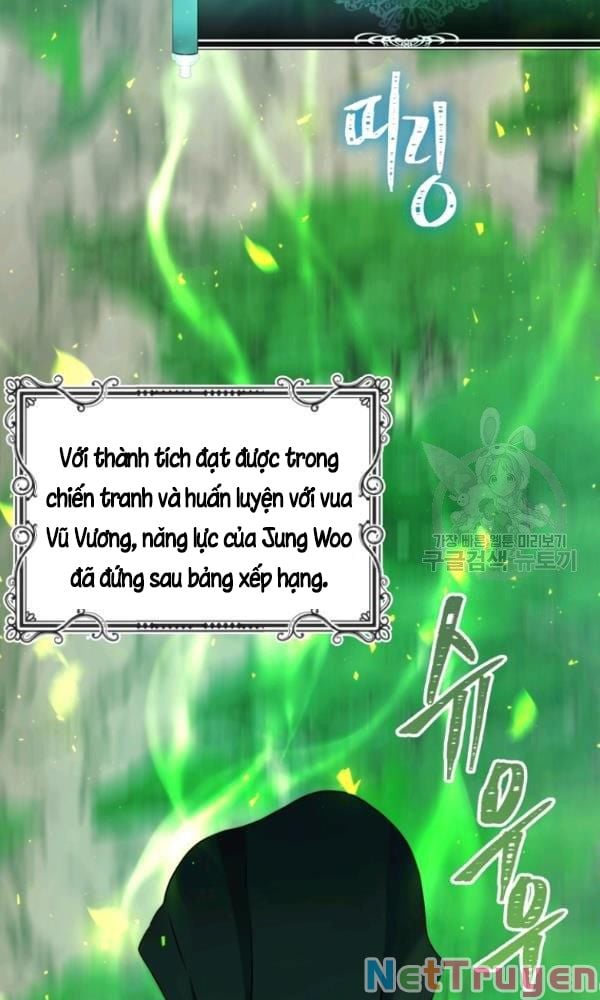 띠링
Với thành tích đạt được trong
chiến tranh và huấn luyện với vua
Vũ Vương, năng lực của Jung Woo
đã đứng sau bảng xếp hạng.
가장 빠른 웹툰 미리보기
구글검색 뉴토끼
슈우우
NetTruyen